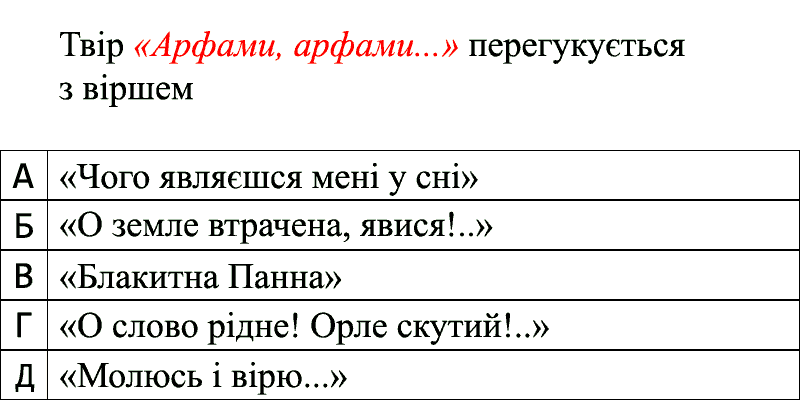 Твір «Арфами, арфами...» перегукується
з віршем
А «Чого являєшся мені у сні»
Б «О земле втрачена, явися!..»
В «Блакитна Панна»
Г «О слово рідне! Орле скутий!..»
Д «Молюсь і вірю...»